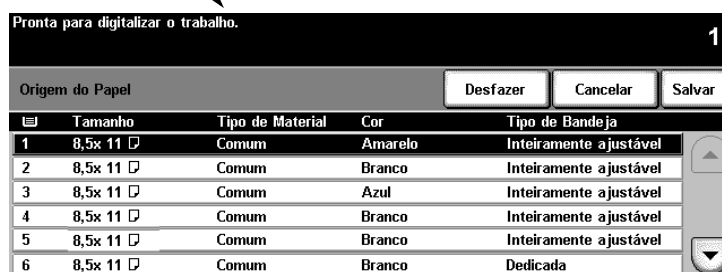 Pronta para digitalizar o trabalho.
1
Origem do Papel Desfazer Cancelar Salvar
Tamanho Tipo de Material Cor Tipo de Bandeja
1 8,5x 11 Comum Amarelo Inteiramente ajustável
2 8,5x 11 Comum Branco Inteiramente ajustável
3 8,5x 11 Comum Azul Inteiramente ajustável
4 8,5x 11 Comum Branco Inteiramente ajustável
5 8,5x 11 Comum Branco Inteiramente ajustável
6 8,5x 11 Comum Branco Dedicada